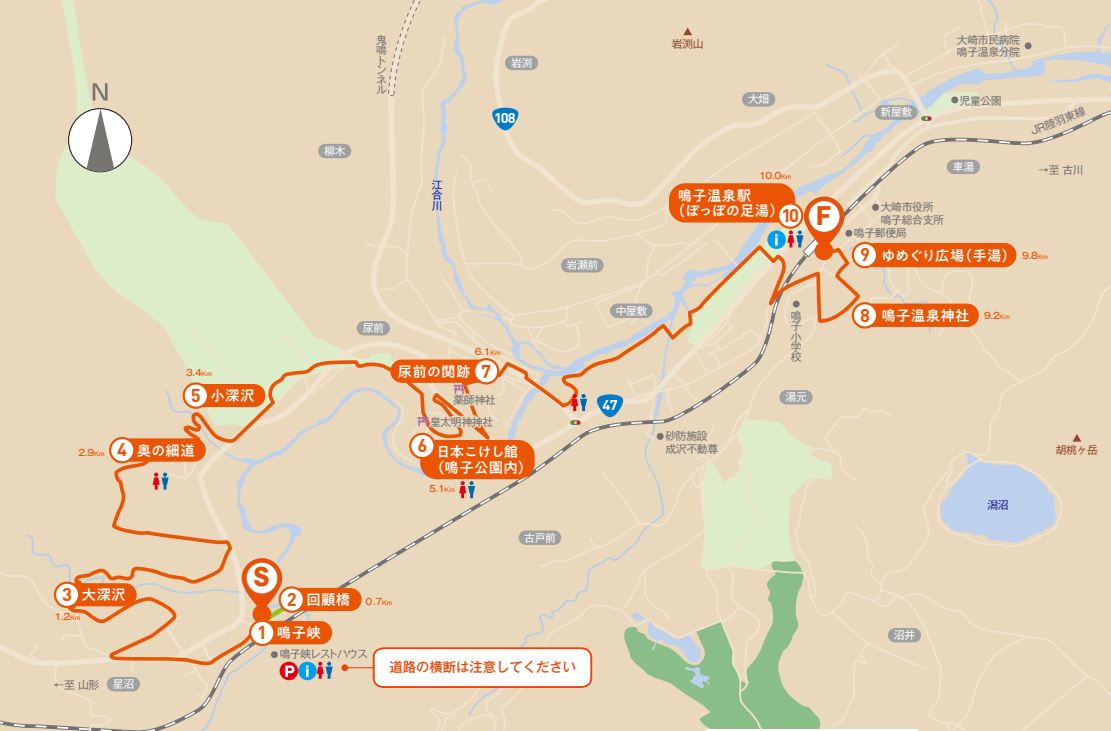 鬼鳴トンネル
岩渕山
大崎市民病院
鳴子温泉分院
岩渕
大畑
児童公園
新屋敷
108
JR陸羽東線
N
柳木
車湯
→至 古川
10.0Km
江合川
鳴子温泉駅
(ぽっぽの足湯)
10
F
i
大崎市役所
鳴子総合支所
鳴子郵便局
9 ゆめぐり広場(手湯) 9.8Km
岩瀬前
中屋敷
8 鳴子温泉神社 9.2Km
鳴子小学校
尿前
6.1Km
尿前の関跡 7
3.4Km
5 小深沢
薬師神社
皇太明神神社
47
湯元
砂防施設
成沢不動尊
胡桃ヶ岳
2.9Km 4 奥の細道
6 日本こけし館
(鳴子公園内)
5.1Km
潟沼
古戸前
S
3 大深沢
1.2Km
2 回顧橋 0.7Km
1 鳴子峡
鳴子峡レストハウス
P i
道路の横断は注意してください
沼井
←至 山形
星沼